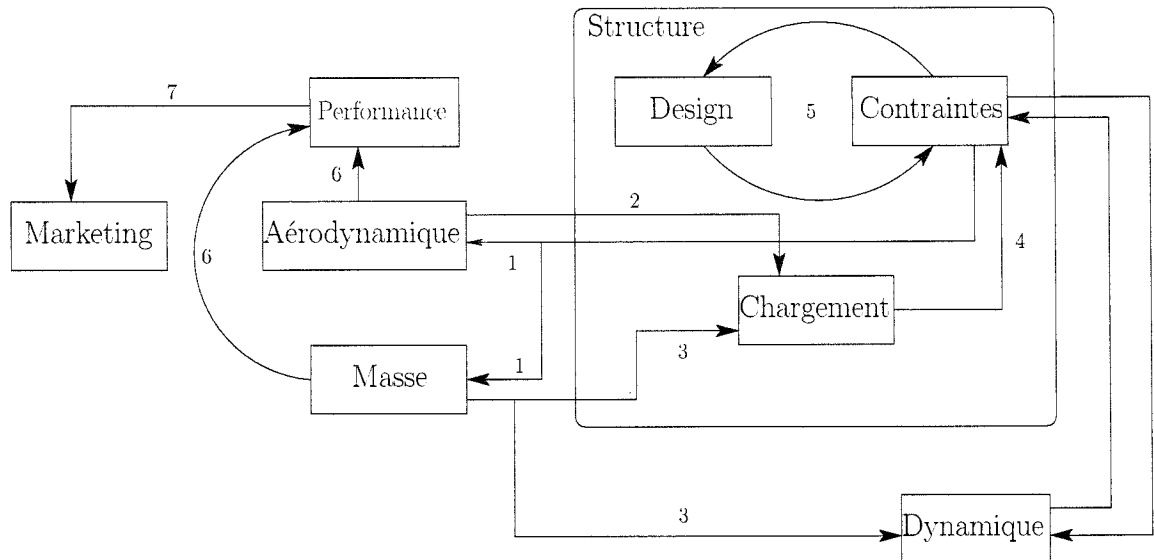 Structure
7
Performance
Design
5
Contraintes
6
2
Marketing
Aérodynamique
6
1
4
Chargement
3
Masse
1
3
Dynamique